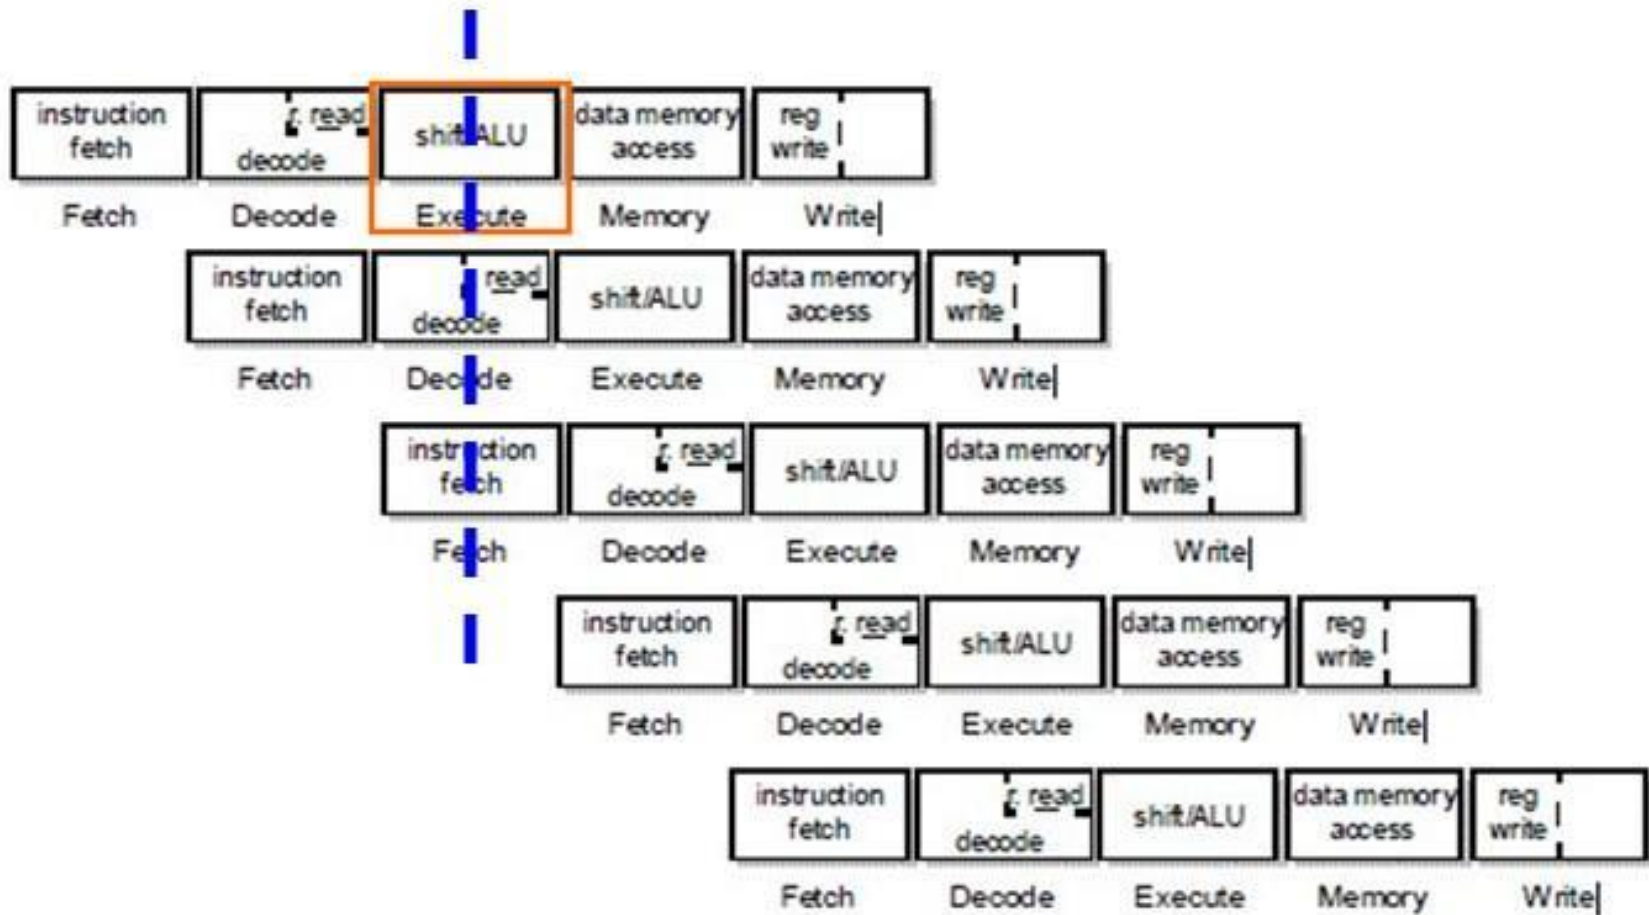 instruction fetch
r. read
decode
shift/ALU
data memory access
reg write
Fetch Decode Execute Memory Write|
instruction fetch
read
decode
shift/ALU
data memory access
reg write
Fetch Decode Execute Memory Write|
instruction fetch
r. read
decode
shift/ALU
data memory access
reg write
Fetch Decode Execute Memory Write|
instruction fetch
r. read
decode
shift/ALU
data memory access
reg write
Fetch Decode Execute Memory Write|
instruction fetch
r. read
decode
shift/ALU
data memory access
reg write
Fetch Decode Execute Memory Write|